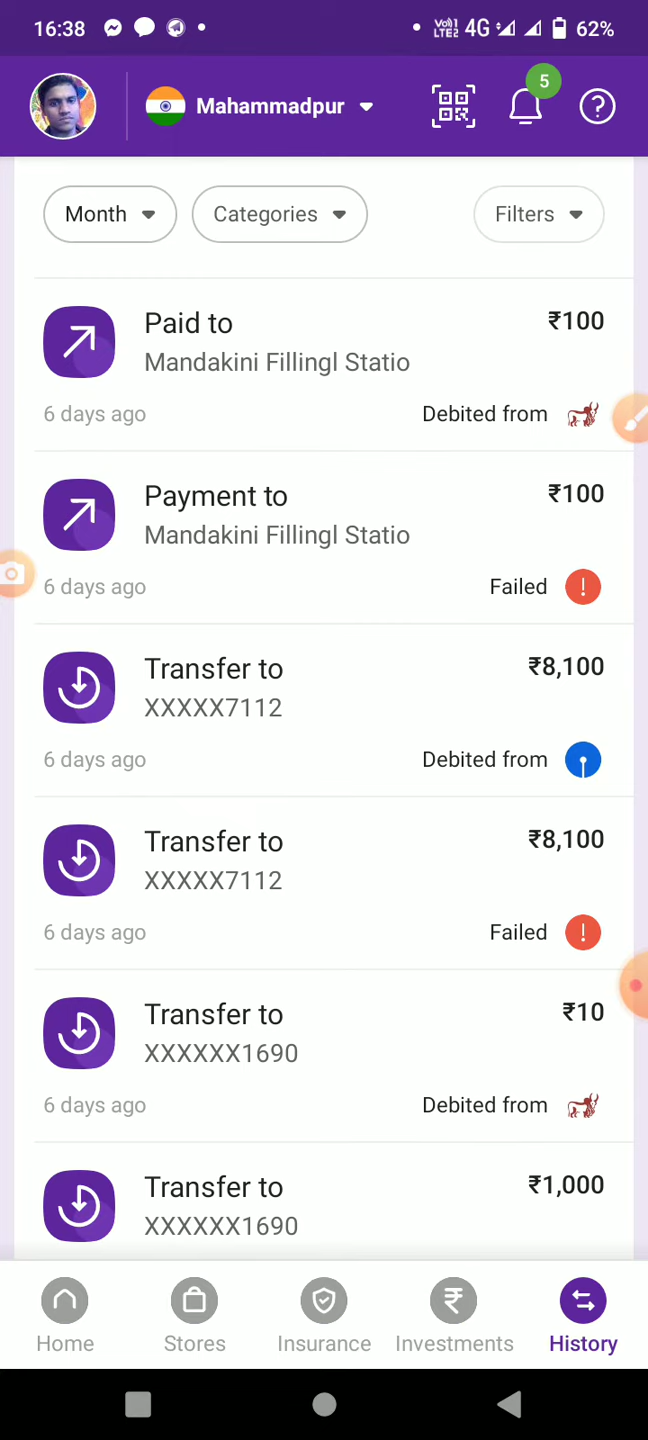 16:38
Vo)) 1
LTE2
4G
62%
Mahammadpur
5
?
Month
Categories
Filters
Paid to
₹100
Mandakini Fillingl Statio
6 days ago
Debited from
Payment to
₹100
Mandakini Fillingl Statio
6 days ago
Failed
!
Transfer to
₹8,100
XXXXX7112
6 days ago
Debited from
Transfer to
₹8,100
XXXXX7112
6 days ago
Failed
!
Transfer to
₹10
XXXXXX1690
6 days ago
Debited from
Transfer to
₹1,000
XXXXXX1690
₹
Home
Stores
Insurance
Investments
History